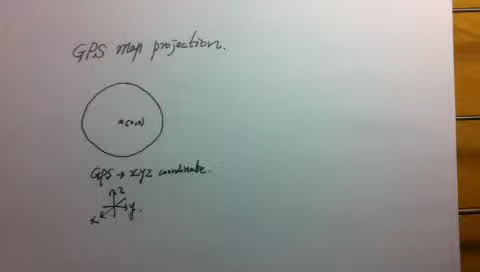 GPS map projection.
x(0,0)
GPS → xyz coordinate.
z
x y.